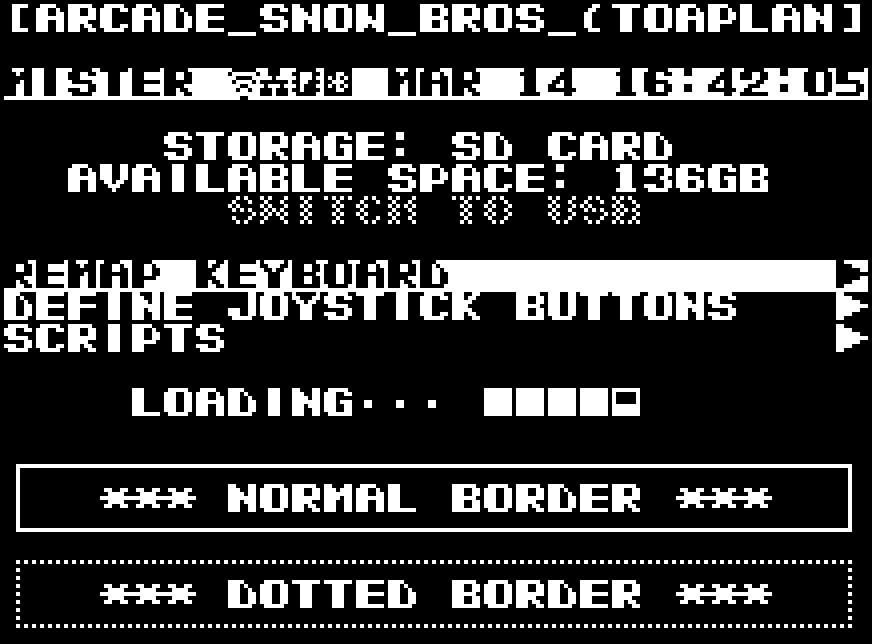 [ARCADE_SNOW_BROS_(TOAPLAN]
MISTER MAR 14 16:42:05
STORAGE: SD CARD
AVAILABLE SPACE: 136GB
SWITCH TO USB
REMAP KEYBOARD
DEFINE JOYSTICK BUTTONS
SCRIPTS
LOADING···
*** NORMAL BORDER ***
*** DOTTED BORDER ***